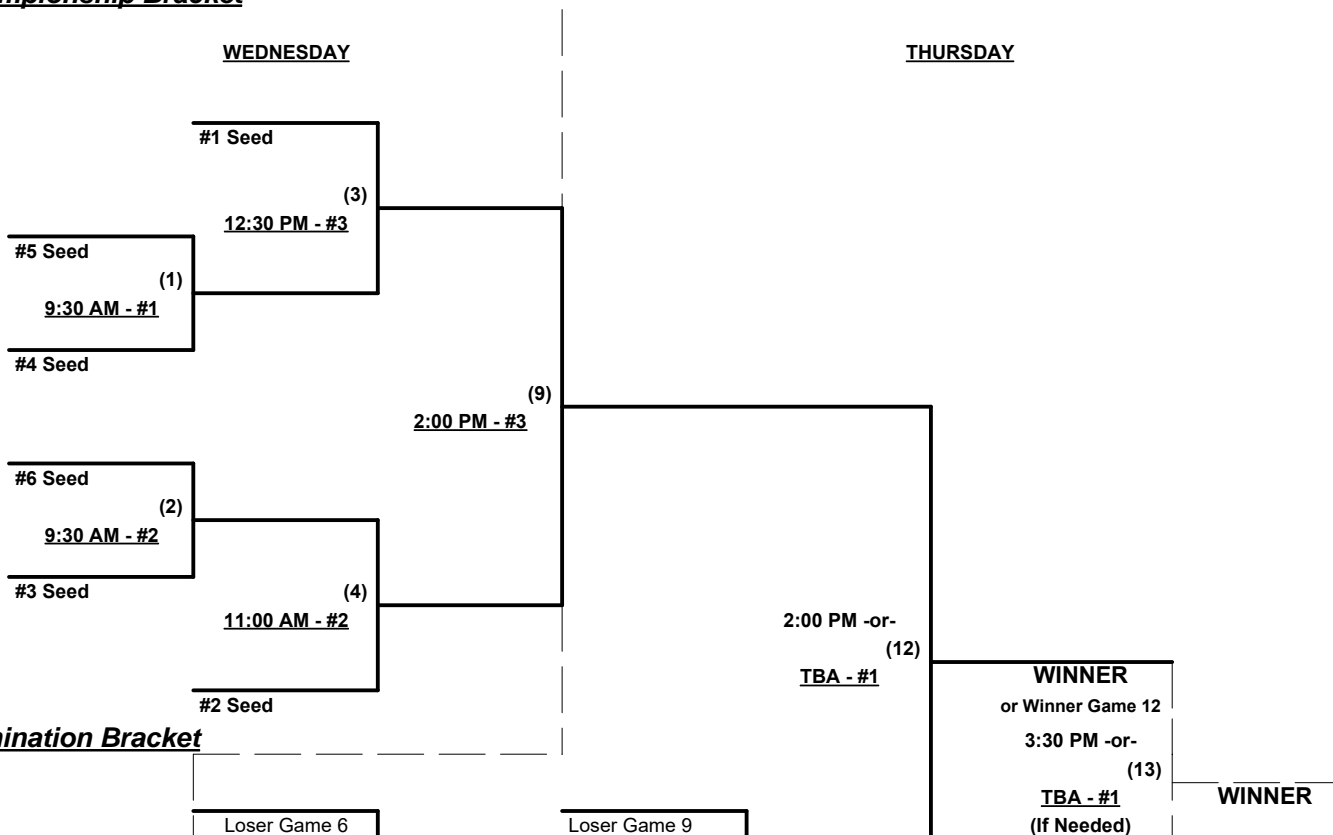 WEDNESDAY
THURSDAY
#1 Seed
(3)
12:30 PM - #3
#5 Seed
(1)
9:30 AM - #1
#4 Seed
(9)
2:00 PM - #3
#6 Seed
(2)
9:30 AM - #2
#3 Seed
(4)
11:00 AM - #2
#2 Seed
2:00 PM -or-
(12)
TBA - #1
WINNER
or Winner Game 12
3:30 PM -or-
(13)
TBA - #1
(If Needed)
WINNER
Bracket
Loser Game 6
Loser Game 9